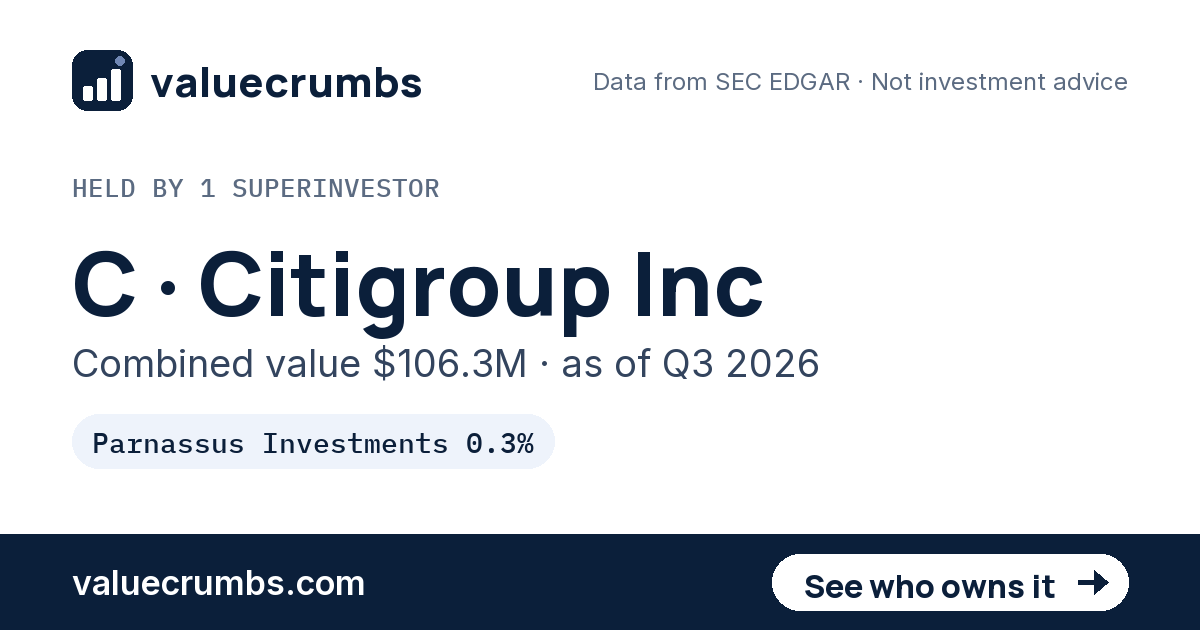 valuecrumbs
Data from SEC EDGAR · Not investment advice
HELD BY 1 SUPERINVESTOR
C · Citigroup Inc
Combined value $106.3M · as of Q3 2026
Parnassus Investments 0.3%
valuecrumbs.com
See who owns it →